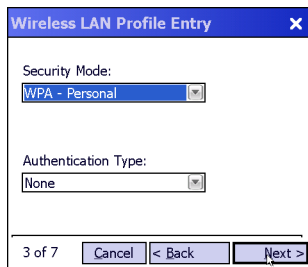 Wireless LAN Profile Entry
Security Mode:
WPA - Personal
Authentication Type:
None
3 of 7 Cancel < Back Next >